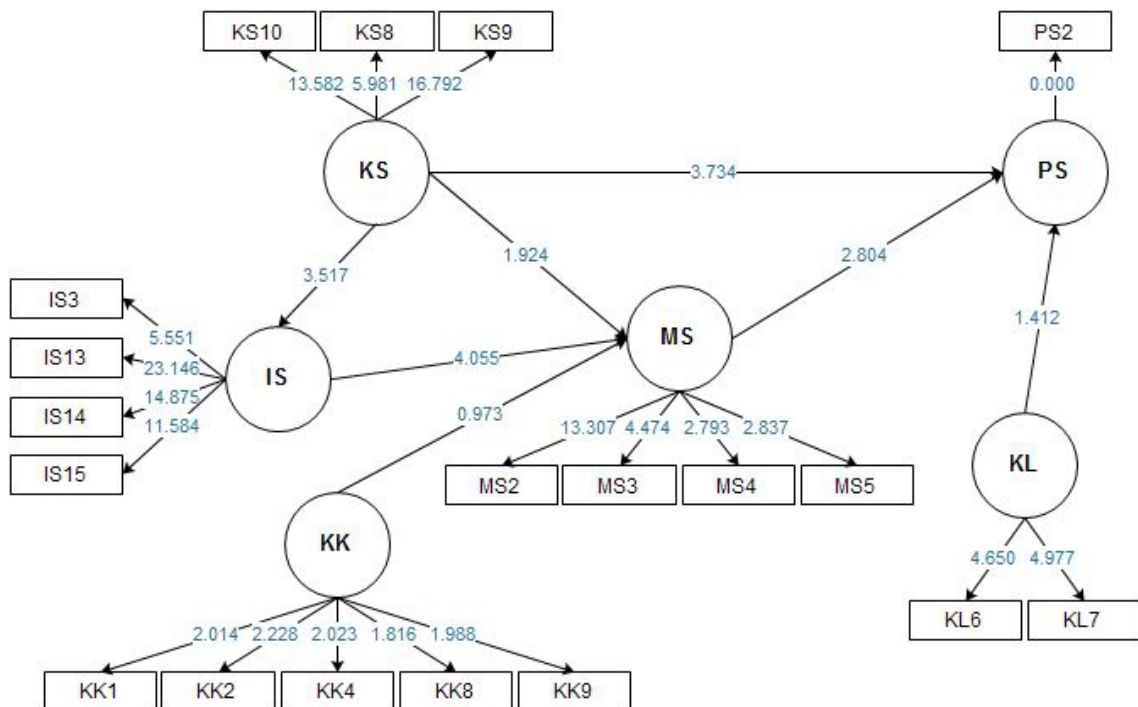 KS10 KS8 KS9 PS2
13.582 5.981 16.792 0.000
KS PS
3.734
1.924 2.804
3.517
IS3
5.551
IS13
23.146
IS14
14.875
IS15
11.584
IS
4.055
MS
1.412
0.973
13.307 4.474 2.793 2.837
MS2 MS3 MS4 MS5
KL
4.650 4.977
KL6 KL7
KK
2.014 2.228 2.023 1.816 1.988
KK1 KK2 KK4 KK8 KK9